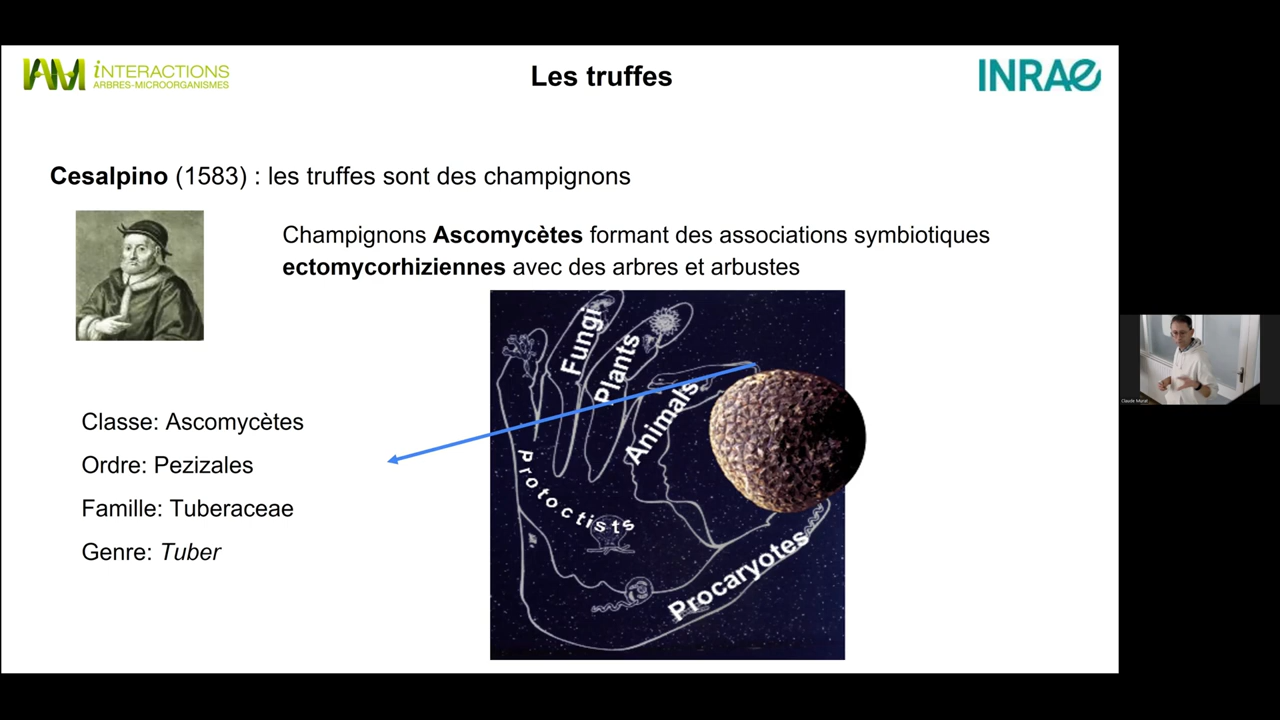 IAM iNTERACTIONS
ARBRES-MICROORGANISMES
Les truffes
INRAE
Cesalpino (1583) : les truffes sont des champignons
Champignons Ascomycètes formant des associations symbiotiques
ectomycorhiziennes avec des arbres et arbustes
Fungi
Plants
Animals
Protoctists
Procaryotes
Classe: Ascomycètes
Ordre: Pezizales
Famille: Tuberaceae
Genre: Tuber
Claude Murat